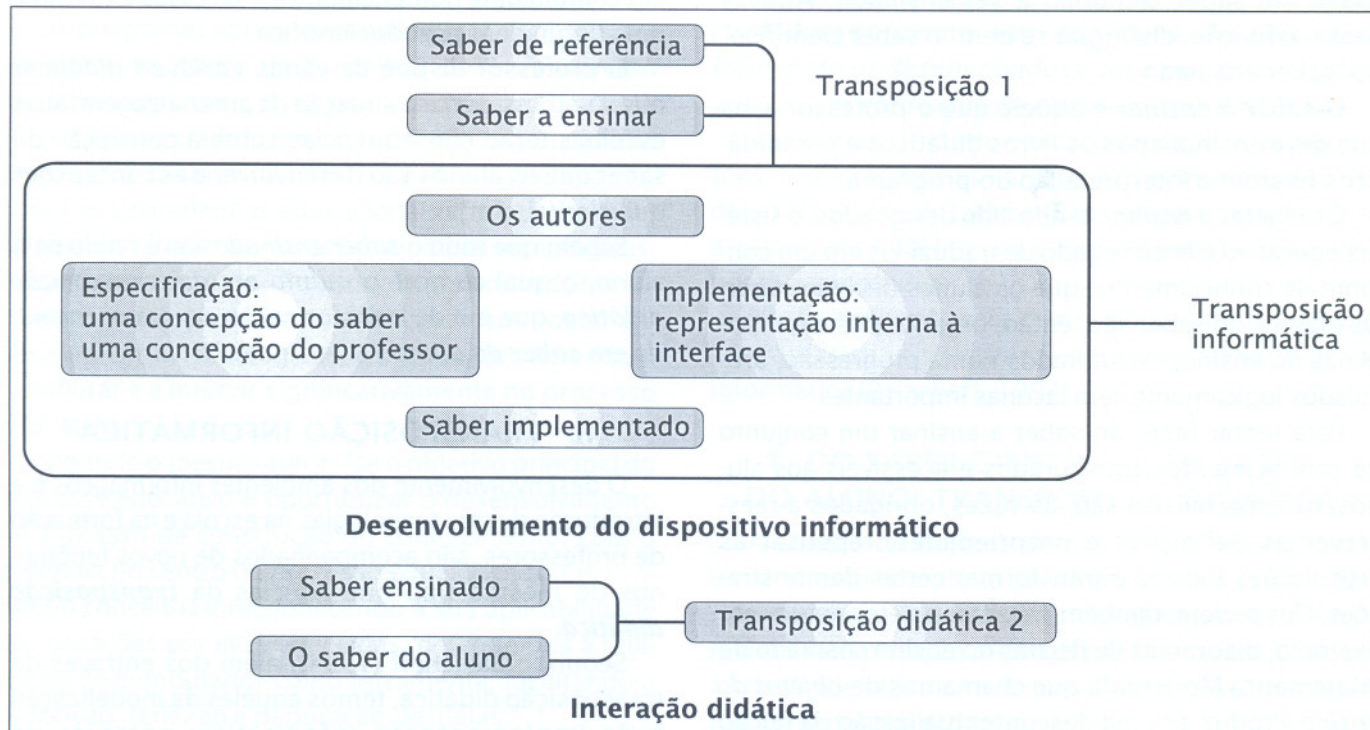 Saber de referência
Transposição 1
Saber a ensinar
Os autores
Especificação:
uma concepção do saber
uma concepção do professor
Implementação:
representação interna à
interface
Transposição
informática
Saber implementado
Desenvolvimento do dispositivo informático
Saber ensinado
Transposição didática 2
O saber do aluno
Interação didática